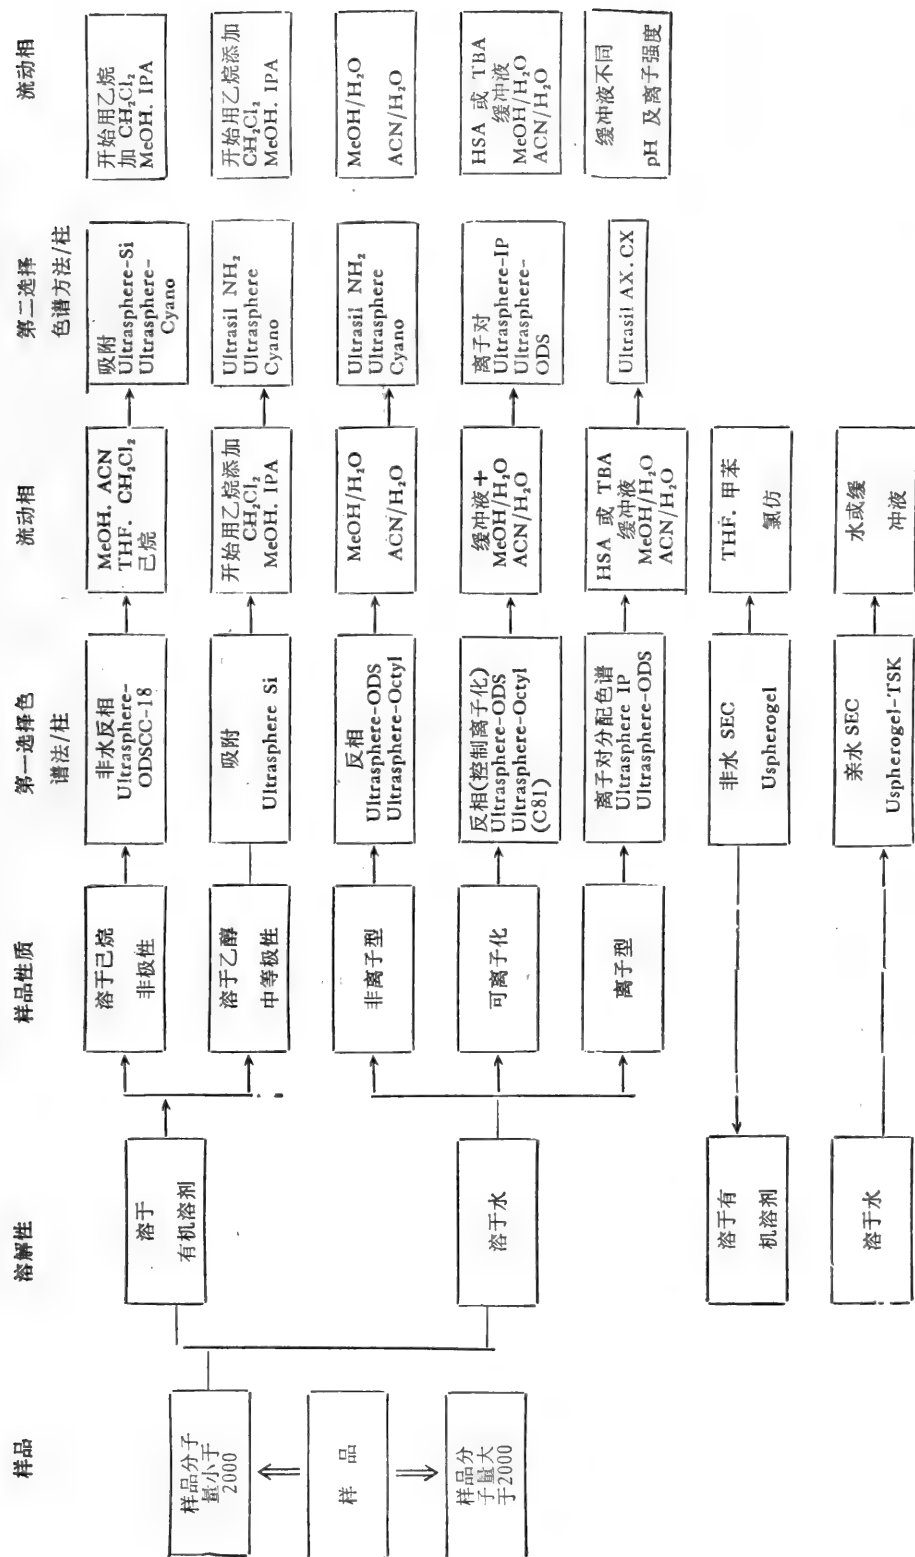 样品
溶解性
样品性质
第一选择色
谱法/柱
流动相
第二选择
色谱方法/柱
流动相
样品分子
量小于
2000
样 品
样品分
子量大
于2000
溶于
有机溶剂
溶于水
溶于有
机溶剂
溶于水
溶于己烷
非极性
溶于乙醇
中等极性
非离子型
可离子化
离子型
非水反相
Ultrasphere-
ODSCC-18
吸附
Ultrasphere Si
反相
Ultrasphere-ODS
Ultrasphere-Octyl
反相(控制离子化)
Ultrasphere-ODS
Ultrasphere-Octyl
(C81)
离子对分配色谱
Ultrasphere IP
Ultrasphere-ODS
非水 SEC
Uspherogel
亲水 SEC
Uspherogel-TSK
MeOH. ACN
THF. CH₂Cl₂
己烷
开始用乙烷添加
CH₂Cl₂
MeOH. IPA
MeOH/H₂O
ACN/H₂O
缓冲液+
MeOH/H₂O
ACN/H₂O
HSA 或 TBA
缓冲液
MeOH/H₂O
ACN/H₂O
THF. 甲苯
氯仿
水或缓
冲液
吸附
Ultrasphere-Si
Ultrasphere-
Cyano
Ultrasil NH₂
Ultrasphere
Cyano
Ultrasil NH₂
Ultrasphere
Cyano
离子对
Ultrasphere-IP
Ultrasphere-
ODS
Ultrasil AX.CX
开始用乙烷添
加 CH₂Cl₂
MeOH. IPA
开始用乙烷添加
CH₂Cl₂
MeOH. IPA
MeOH/H₂O
ACN/H₂O
HSA 或 TBA
缓冲液
MeOH/H₂O
ACN/H₂O
缓冲液不同
pH 及离子强度